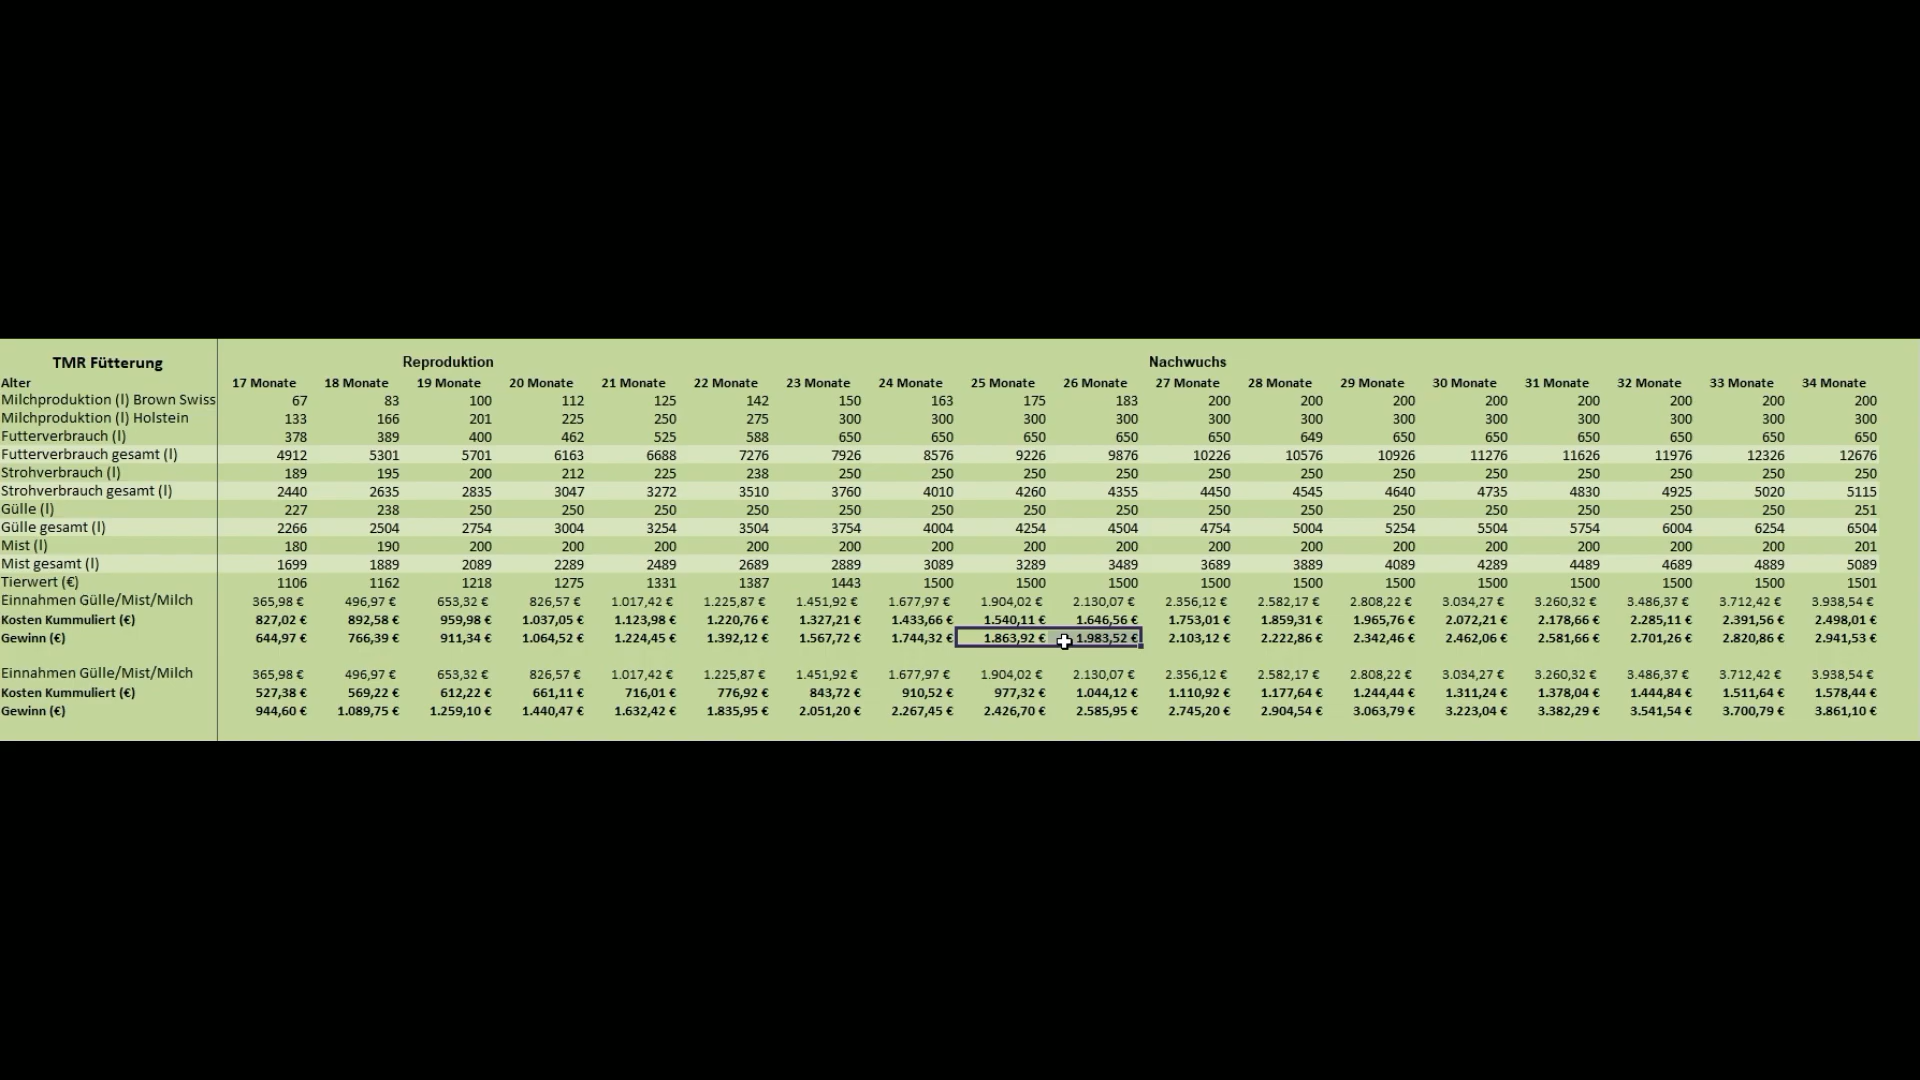 TMR Fütterung Reproduktion Nachwuchs
Alter 17 Monate 18 Monate 19 Monate 20 Monate 21 Monate 22 Monate 23 Monate 24 Monate 25 Monate 26 Monate 27 Monate 28 Monate 29 Monate 30 Monate 31 Monate 32 Monate 33 Monate 34 Monate
Milchproduktion (l) Brown Swiss 67 83 100 112 125 142 150 163 175 183 200 200 200 200 200 200 200 200
Milchproduktion (l) Holstein 133 166 201 225 250 275 300 300 300 300 300 300 300 300 300 300 300 300
Futterverbrauch (l) 378 389 400 462 525 588 650 650 650 650 650 649 650 650 650 650 650 650
Futterverbrauch gesamt (l) 4912 5301 5701 6163 6688 7276 7926 8576 9226 9876 10226 10576 10926 11276 11626 11976 12326 12676
Strohverbrauch (l) 189 195 200 212 225 238 250 250 250 250 250 250 250 250 250 250 250 250
Strohverbrauch gesamt (l) 2440 2635 2835 3047 3272 3510 3760 4010 4260 4355 4450 4545 4640 4735 4830 4925 5020 5115
Gülle (l) 227 238 250 250 250 250 250 250 250 250 250 250 250 250 250 250 250 251
Gülle gesamt (l) 2266 2504 2754 3004 3254 3504 3754 4004 4254 4504 4754 5004 5254 5504 5754 6004 6254 6504
Mist (l) 180 190 200 200 200 200 200 200 200 200 200 200 200 200 200 200 200 201
Mist gesamt (l) 1699 1889 2089 2289 2489 2689 2889 3089 3289 3489 3689 3889 4089 4289 4489 4689 4889 5089
Tierwert (€) 1106 1162 1218 1275 1331 1387 1443 1500 1500 1500 1500 1500 1500 1500 1500 1500 1500 1501
Einnahmen Gülle/Mist/Milch 365,98 € 496,97 € 653,32 € 826,57 € 1.017,42 € 1.225,87 € 1.451,92 € 1.677,97 € 1.904,02 € 2.130,07 € 2.356,12 € 2.582,17 € 2.808,22 € 3.034,27 € 3.260,32 € 3.486,37 € 3.712,42 € 3.938,54 €
Kosten Kummuliert (€) 827,02 € 892,58 € 959,98 € 1.037,05 € 1.123,98 € 1.220,76 € 1.327,21 € 1.433,66 € 1.540,11 € 1.646,56 € 1.753,01 € 1.859,31 € 1.965,76 € 2.072,21 € 2.178,66 € 2.285,11 € 2.391,56 € 2.498,01 €
Gewinn (€) 644,97 € 766,39 € 911,34 € 1.064,52 € 1.224,45 € 1.392,12 € 1.567,72 € 1.744,32 € 1.863,92 € 1.983,52 € 2.103,12 € 2.222,86 € 2.342,46 € 2.462,06 € 2.581,66 € 2.701,26 € 2.820,86 € 2.941,53 €
Einnahmen Gülle/Mist/Milch 365,98 € 496,97 € 653,32 € 826,57 € 1.017,42 € 1.225,87 € 1.451,92 € 1.677,97 € 1.904,02 € 2.130,07 € 2.356,12 € 2.582,17 € 2.808,22 € 3.034,27 € 3.260,32 € 3.486,37 € 3.712,42 € 3.938,54 €
Kosten Kummuliert (€) 527,38 € 569,22 € 612,22 € 661,11 € 716,01 € 776,92 € 843,72 € 910,52 € 977,32 € 1.044,12 € 1.110,92 € 1.177,64 € 1.244,44 € 1.311,24 € 1.378,04 € 1.444,84 € 1.511,64 € 1.578,44 €
Gewinn (€) 944,60 € 1.089,75 € 1.259,10 € 1.440,47 € 1.632,42 € 1.835,95 € 2.051,20 € 2.267,45 € 2.426,70 € 2.585,95 € 2.745,20 € 2.904,54 € 3.063,79 € 3.223,04 € 3.382,29 € 3.541,54 € 3.700,79 € 3.861,10 €